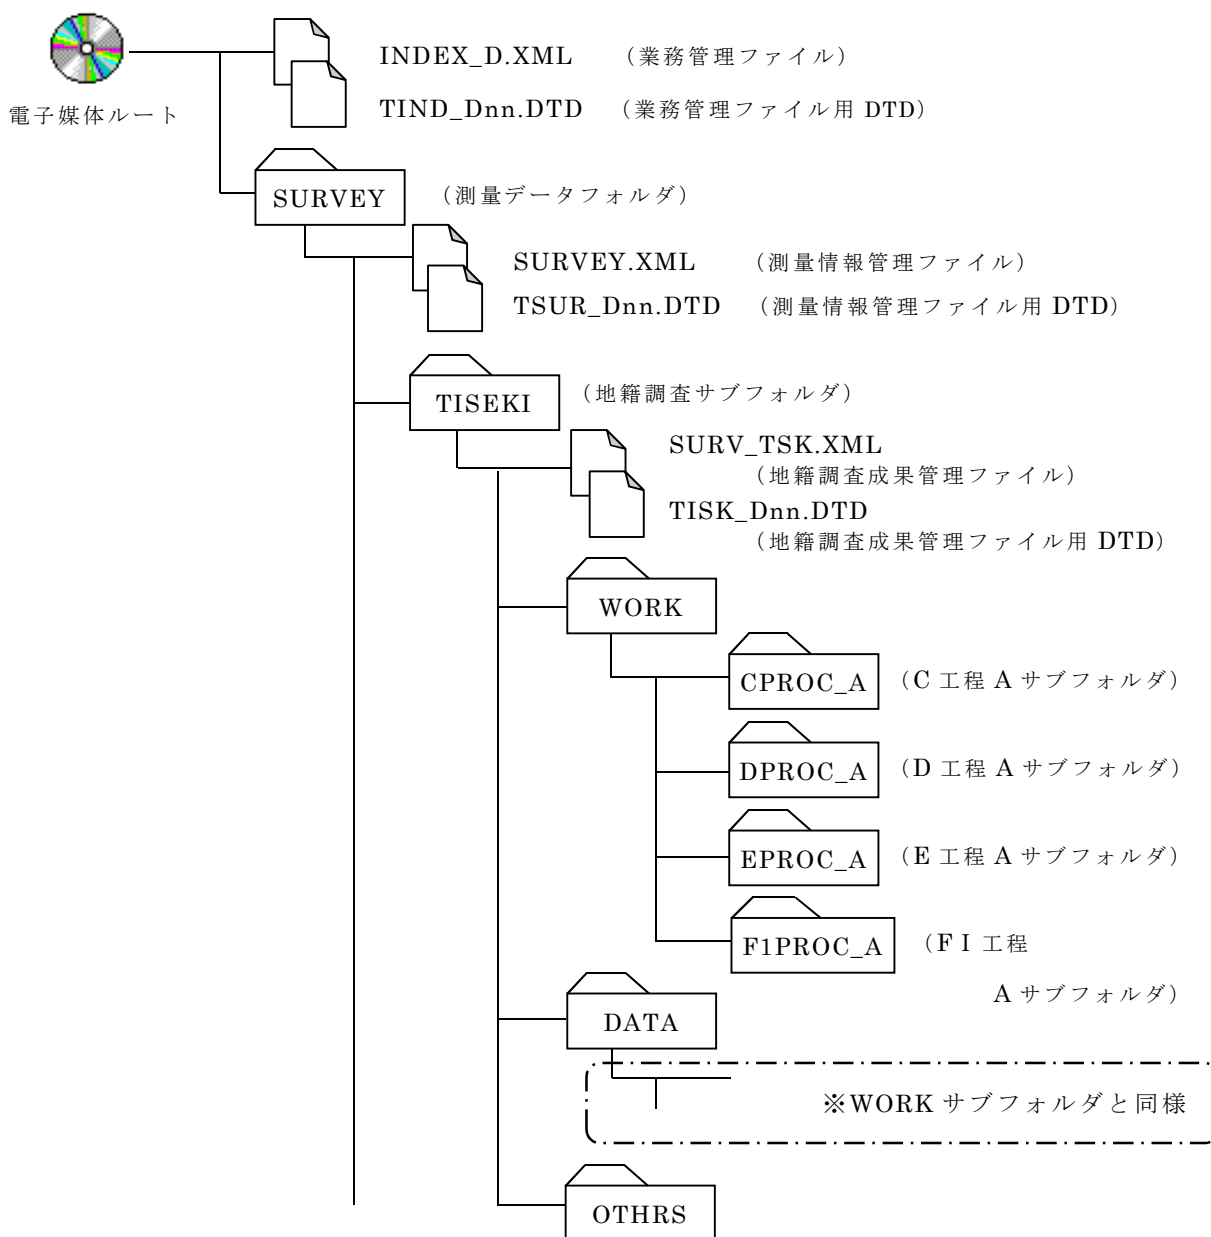 INDEX_D.XML （業務管理ファイル）
電子媒体ルート
TIND_Dnn.DTD （業務管理ファイル用 DTD）
SURVEY （測量データフォルダ）
SURVEY.XML （測量情報管理ファイル）
TSUR_Dnn.DTD （測量情報管理ファイル用 DTD）
TISEKI （地籍調査サブフォルダ）
SURV_TSK.XML
（地籍調査成果管理ファイル）
TISK_Dnn.DTD
（地籍調査成果管理ファイル用 DTD）
WORK
CPROC_A （C 工程 A サブフォルダ）
DPROC_A （D 工程 A サブフォルダ）
EPROC_A （E 工程 A サブフォルダ）
F1PROC_A （FⅠ工程
A サブフォルダ）
DATA
※WORK サブフォルダと同様
OTHRS